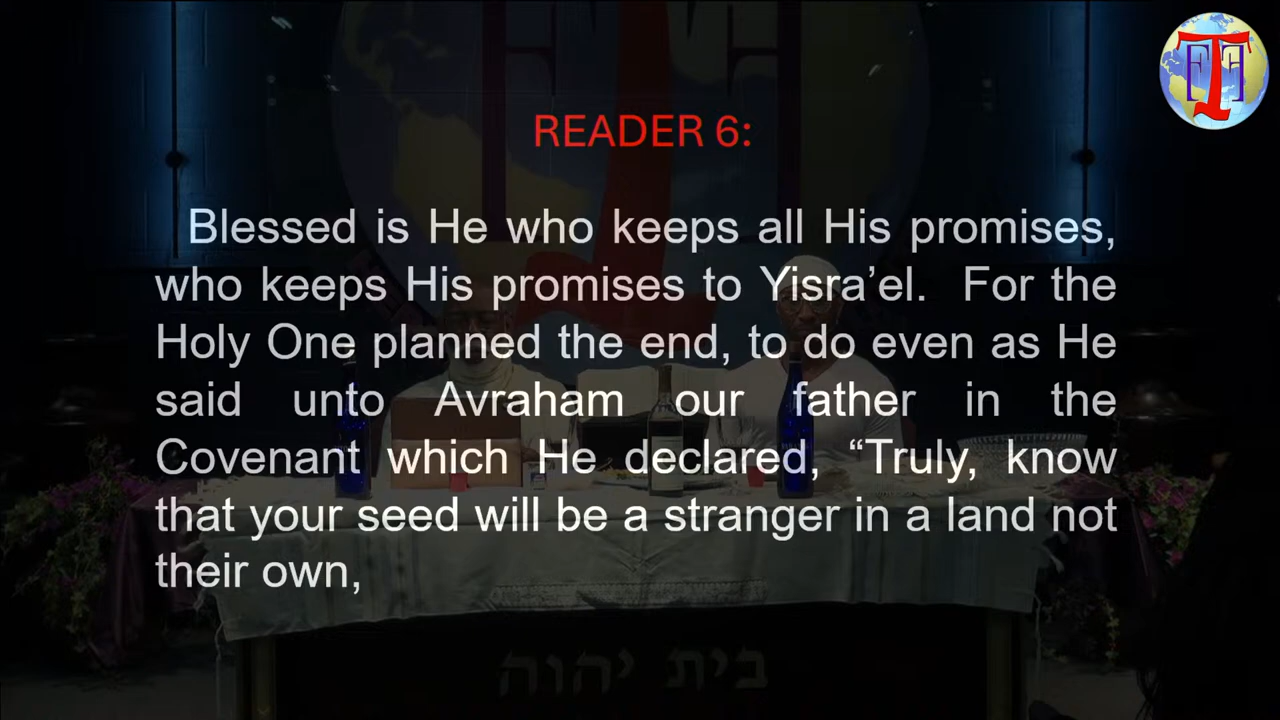 READER 6:
Blessed is He who keeps all His promises,
who keeps His promises to Yisra’el.  For the
Holy One planned the end, to do even as He
said unto Avraham our father in the
Covenant which He declared, “Truly, know
that your seed will be a stranger in a land not
their own,
בית יהוה